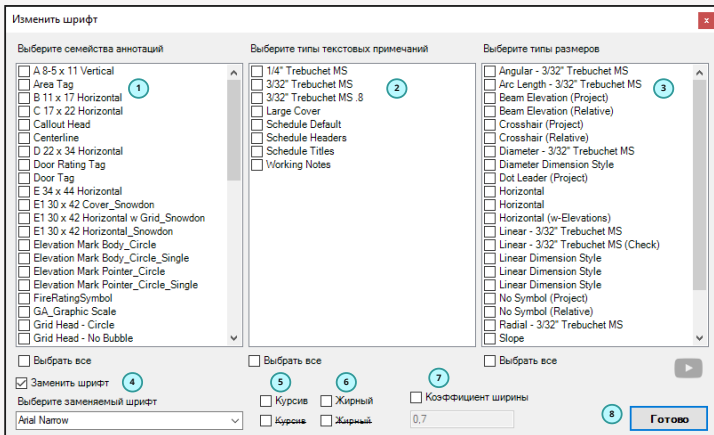 Изменить шрифт
x
Выберите семейства аннотаций
A 8-5 x 11 Vertical
Area Tag
B 11 x 17 Horizontal
C 17 x 22 Horizontal
Callout Head
Centerline
D 22 x 34 Horizontal
Door Rating Tag
Door Tag
E 34 x 44 Horizontal
E1 30 x 42 Cover_Snowdon
E1 30 x 42 Horizontal w Grid_Snowdon
E1 30 x 42 Horizontal_Snowdon
Elevation Mark Body_Circle
Elevation Mark Body_Circle_Single
Elevation Mark Pointer_Circle
Elevation Mark Pointer_Circle_Single
FireRatingSymbol
GA_Graphic Scale
Grid Head - Circle
Grid Head - No Bubble
1
Выбрать все
Выберите типы текстовых примечаний
1/4" Trebuchet MS
3/32" Trebuchet MS
3/32" Trebuchet MS .8
Large Cover
Schedule Default
Schedule Headers
Schedule Titles
Working Notes
2
Выбрать все
Выберите типы размеров
Angular - 3/32" Trebuchet MS
Arc Length - 3/32" Trebuchet MS
Beam Elevation (Project)
Beam Elevation (Relative)
Crosshair (Project)
Crosshair (Relative)
Diameter - 3/32" Trebuchet MS
Diameter Dimension Style
Dot Leader (Project)
Horizontal
Horizontal
Horizontal (w-Elevations)
Linear - 3/32" Trebuchet MS
Linear - 3/32" Trebuchet MS (Check)
Linear Dimension Style
Linear Dimension Style
Linear Dimension Style
No Symbol (Project)
No Symbol (Relative)
Radial - 3/32" Trebuchet MS
Slope
3
Выбрать все
Заменить шрифт
4
Выберите заменяемый шрифт
Arial Narrow
5
6
Курсив
Жирный
Курсив
Жирный
7
Коэффициент ширины
0,7
8
Готово